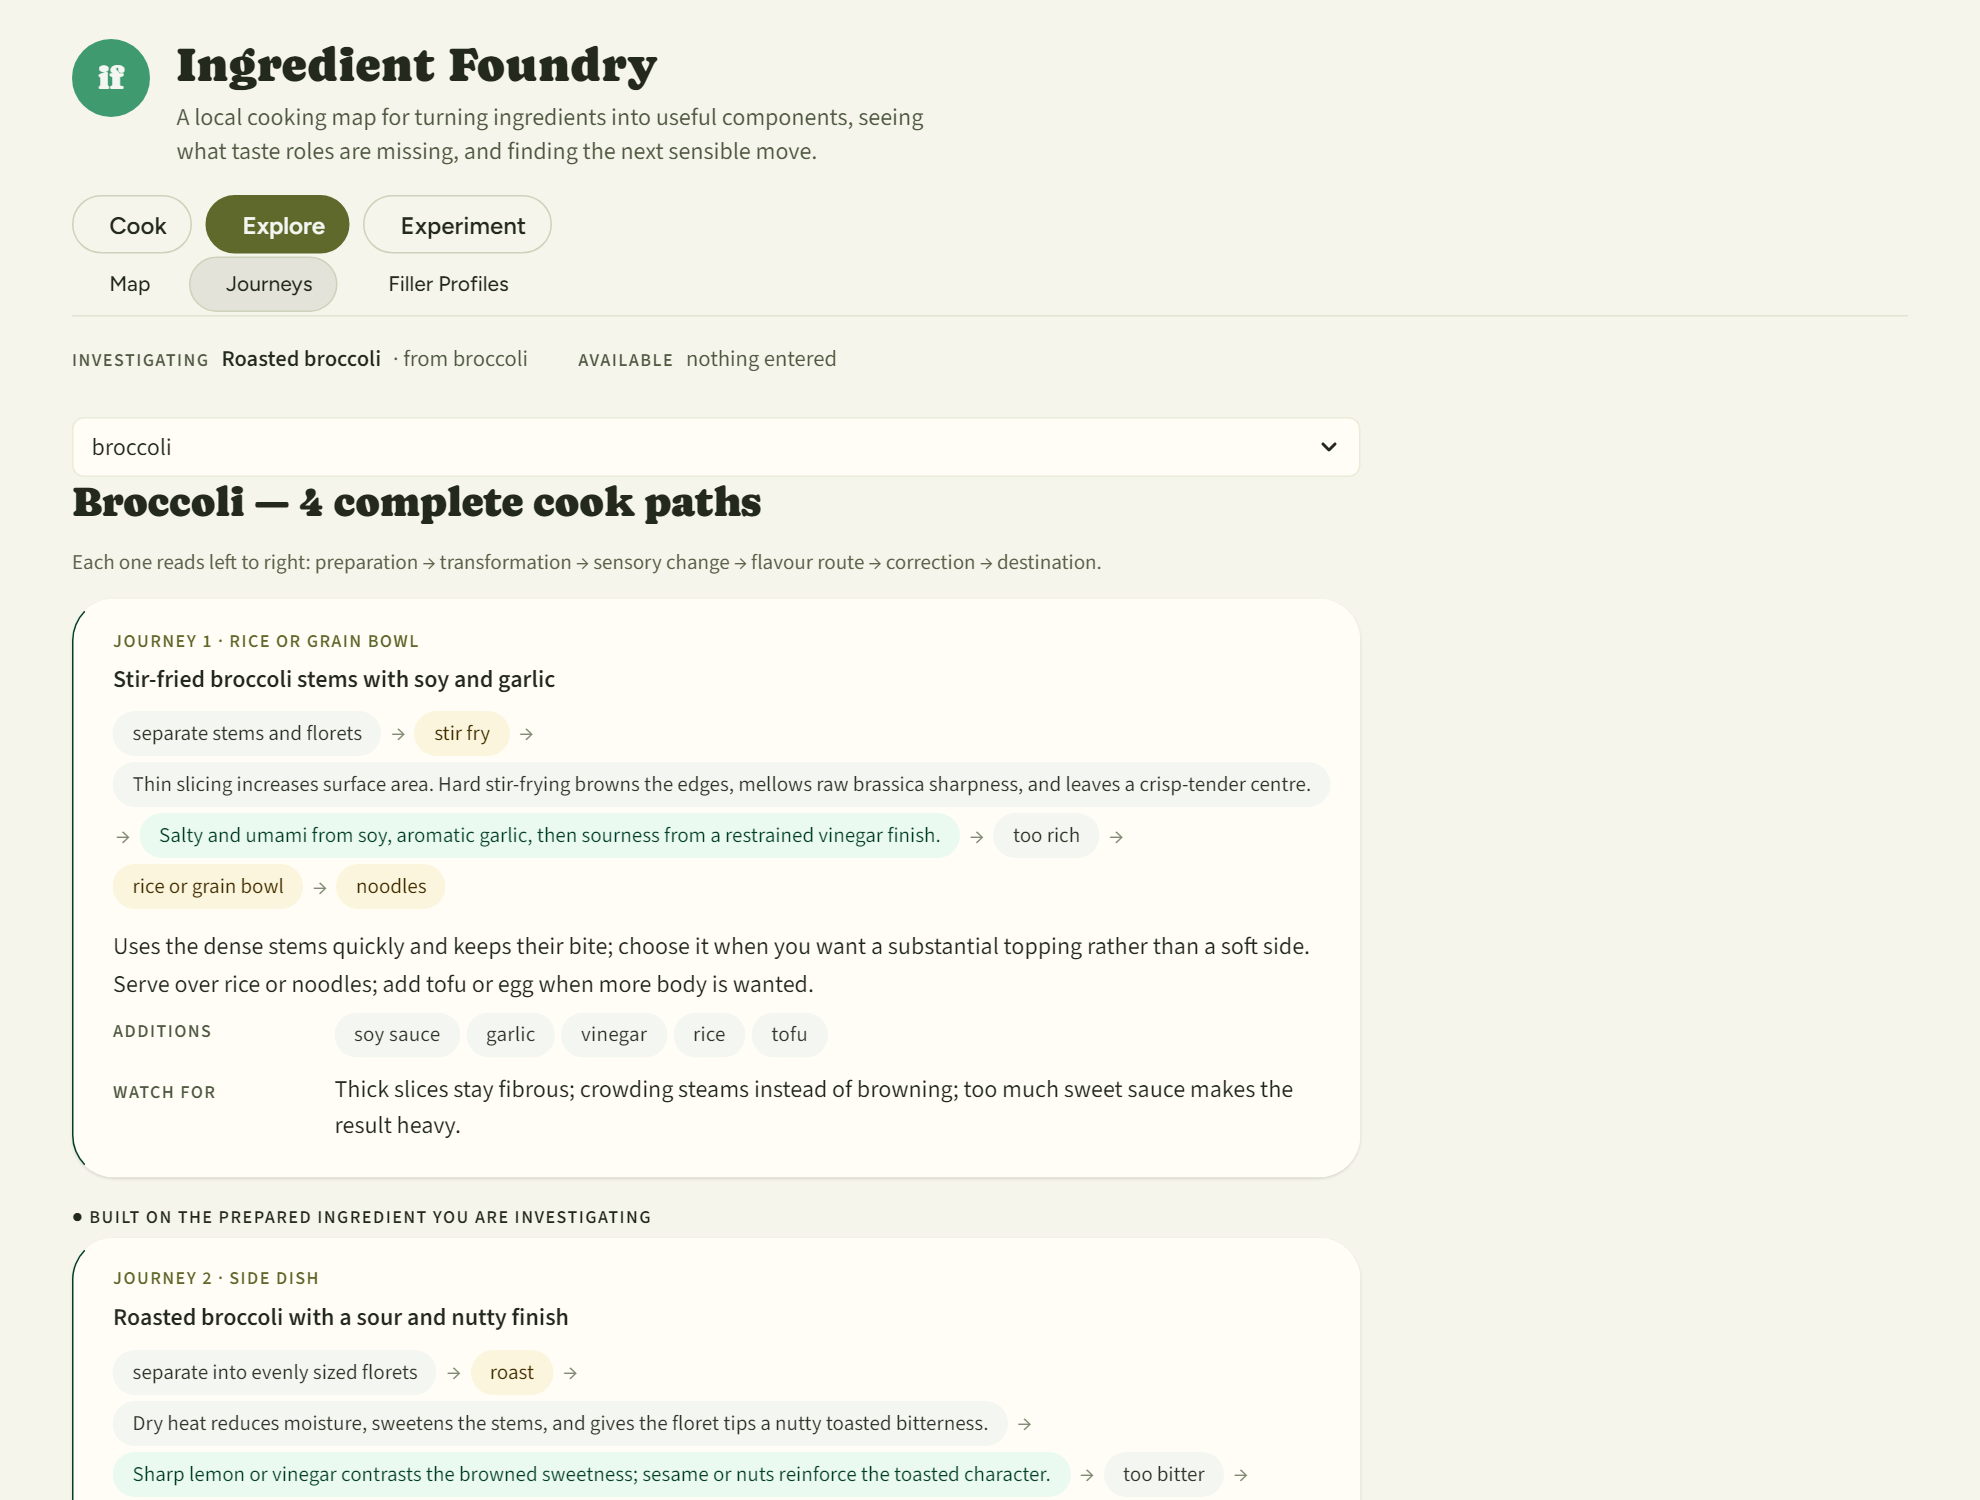 if
Ingredient Foundry
A local cooking map for turning ingredients into useful components, seeing
what taste roles are missing, and finding the next sensible move.
Cook Explore Experiment
Map Journeys Filler Profiles
INVESTIGATING Roasted broccoli · from broccoli AVAILABLE nothing entered
broccoli
Broccoli — 4 complete cook paths
Each one reads left to right: preparation → transformation → sensory change → flavour route → correction → destination.
JOURNEY 1 · RICE OR GRAIN BOWL
Stir-fried broccoli stems with soy and garlic
separate stems and florets → stir fry →
Thin slicing increases surface area. Hard stir-frying browns the edges, mellows raw brassica sharpness, and leaves a crisp-tender centre.
→ Salty and umami from soy, aromatic garlic, then sourness from a restrained vinegar finish. → too rich →
rice or grain bowl → noodles
Uses the dense stems quickly and keeps their bite; choose it when you want a substantial topping rather than a soft side.
Serve over rice or noodles; add tofu or egg when more body is wanted.
ADDITIONS soy sauce garlic vinegar rice tofu
WATCH FOR Thick slices stay fibrous; crowding steams instead of browning; too much sweet sauce makes the
result heavy.
● BUILT ON THE PREPARED INGREDIENT YOU ARE INVESTIGATING
JOURNEY 2 · SIDE DISH
Roasted broccoli with a sour and nutty finish
separate into evenly sized florets → roast →
Dry heat reduces moisture, sweetens the stems, and gives the floret tips a nutty toasted bitterness. →
Sharp lemon or vinegar contrasts the browned sweetness; sesame or nuts reinforce the toasted character. → too bitter →